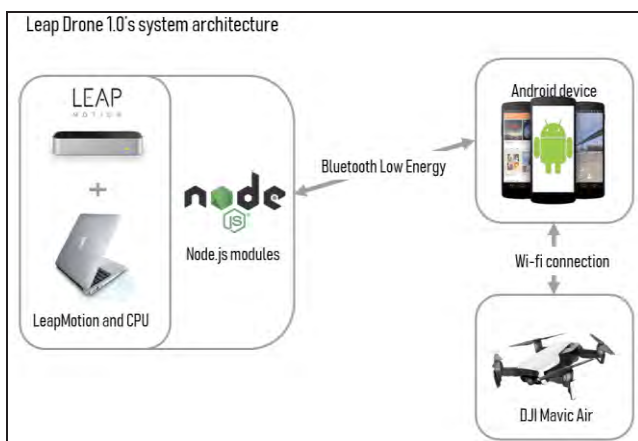 Leap Drone 1.0's system architecture
LEAP
MOTION
+
LeapMotion and CPU
node
JS
Node.js modules
Bluetooth Low Energy
Android device
Wi-fi connection
DJI Mavic Air